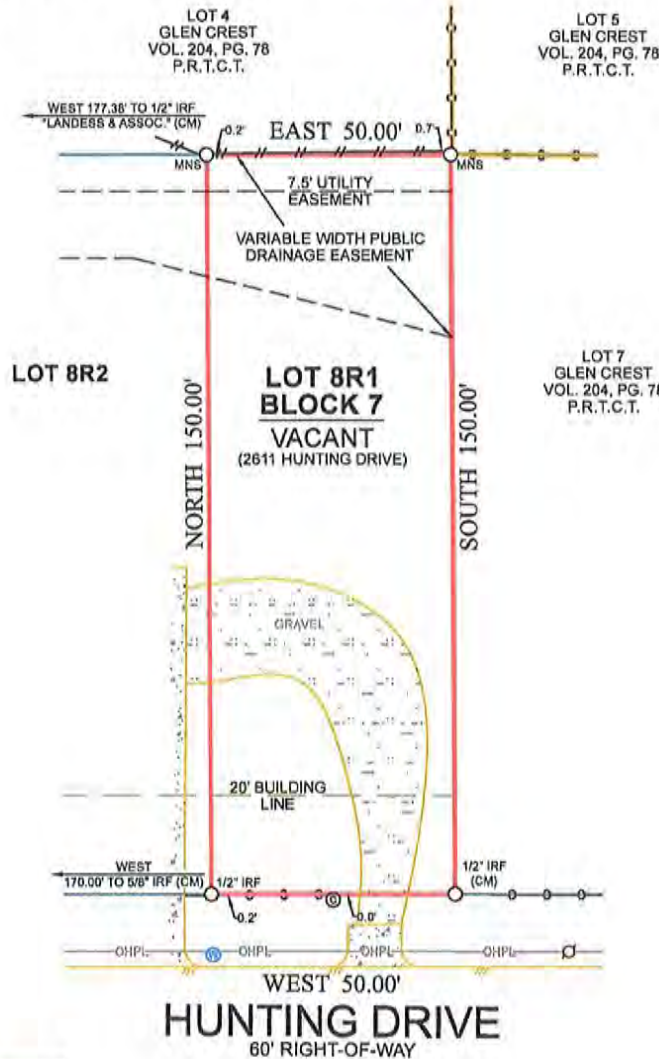 LOT 4
GLEN CREST
VOL. 204, PG. 78
P.R.T.C.T.
LOT 5
GLEN CREST
VOL. 204, PG. 78
P.R.T.C.T.
WEST 177.38' TO 1/2" IRF
"LANDESS & ASSOC." (CM)
0.2'
EAST 50.00'
0.7'
MNS
MNS
7.5' UTILITY
EASEMENT
VARIABLE WIDTH PUBLIC
DRAINAGE EASEMENT
LOT 8R2
LOT 8R1
BLOCK 7
VACANT
(2611 HUNTING DRIVE)
LOT 7
GLEN CREST
VOL. 204, PG. 78
P.R.T.C.T.
NORTH 150.00'
SOUTH 150.00'
GRAVEL
20' BUILDING
LINE
WEST
170.00' TO 5/8" IRF (CM)
1/2" IRF
1/2" IRF
(CM)
0.2'
C
0.0'
OHPL
W
OHPL
OHPL
OHPL
WEST 50.00'
HUNTING DRIVE
60' RIGHT-OF-WAY